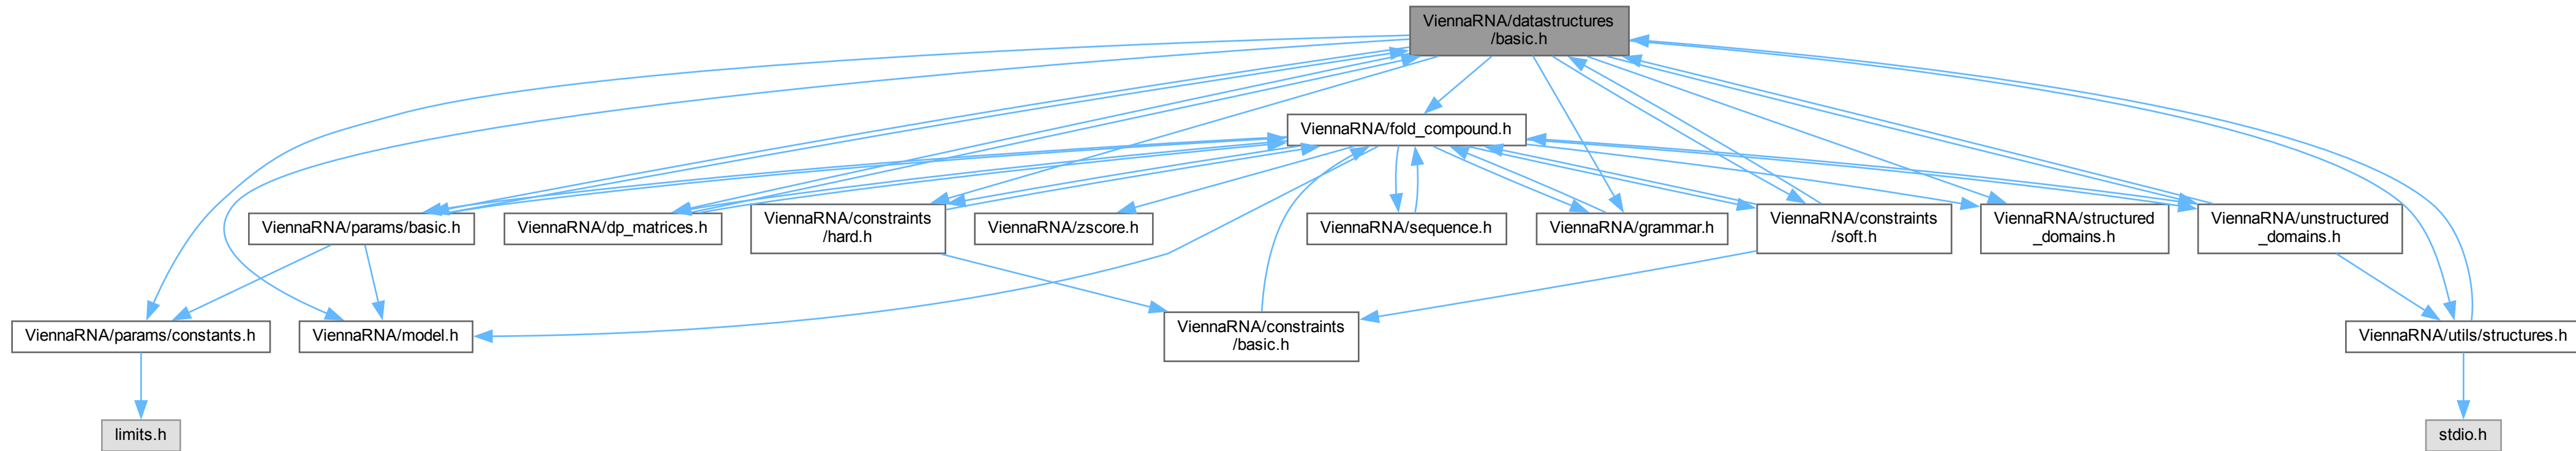 ViennaRNA/datastructures
/basic.h
ViennaRNA/fold_compound.h
ViennaRNA/params/basic.h
ViennaRNA/dp_matrices.h
ViennaRNA/constraints
/hard.h
ViennaRNA/zscore.h
ViennaRNA/sequence.h
ViennaRNA/grammar.h
ViennaRNA/constraints
/soft.h
ViennaRNA/structured
_domains.h
ViennaRNA/unstructured
_domains.h
ViennaRNA/params/constants.h
ViennaRNA/model.h
ViennaRNA/constraints
/basic.h
ViennaRNA/utils/structures.h
limits.h
stdio.h